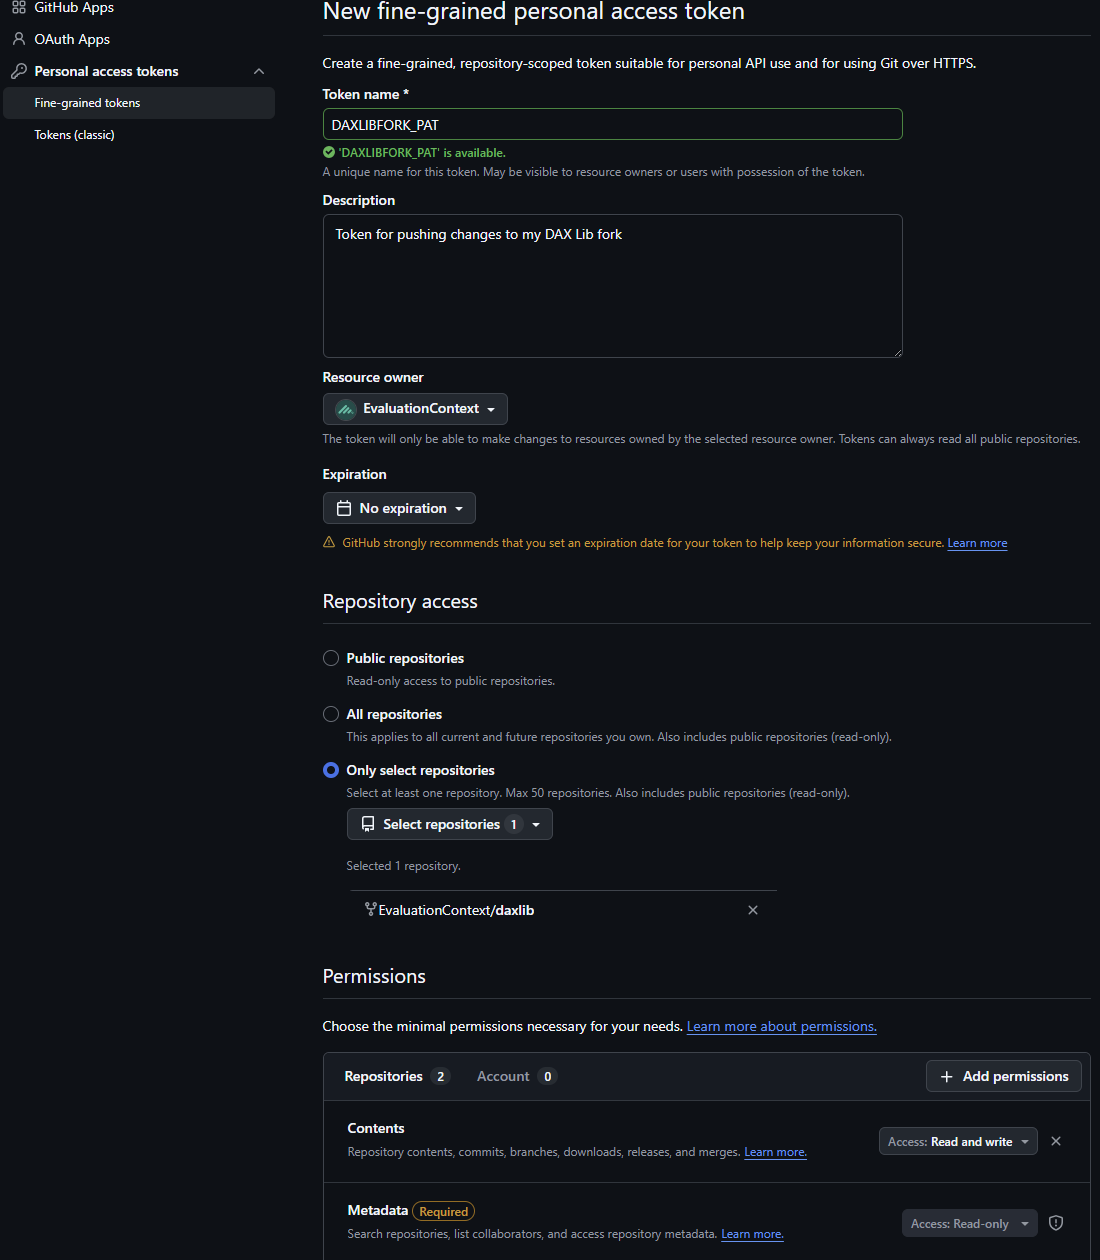 GitHub Apps
OAuth Apps
Personal access tokens
Fine-grained tokens
Tokens (classic)
New fine-grained personal access token
Create a fine-grained, repository-scoped token suitable for personal API use and for using Git over HTTPS.
Token name *
DAXLIBFORK_PAT
'DAXLIBFORK_PAT' is available.
A unique name for this token. May be visible to resource owners or users with possession of the token.
Description
Token for pushing changes to my DAX Lib fork
Resource owner
EvaluationContext
The token will only be able to make changes to resources owned by the selected resource owner. Tokens can always read all public repositories.
Expiration
No expiration
GitHub strongly recommends that you set an expiration date for your token to help keep your information secure. Learn more
Repository access
Public repositories
Read-only access to public repositories.
All repositories
This applies to all current and future repositories you own. Also includes public repositories (read-only).
Only select repositories
Select at least one repository. Max 50 repositories. Also includes public repositories (read-only).
Select repositories 1
Selected 1 repository.
EvaluationContext/daxlib
Permissions
Choose the minimal permissions necessary for your needs. Learn more about permissions.
Repositories 2 Account 0 Add permissions
Contents
Repository contents, commits, branches, downloads, releases, and merges. Learn more.
Access: Read and write
Metadata Required
Search repositories, list collaborators, and access repository metadata. Learn more.
Access: Read-only